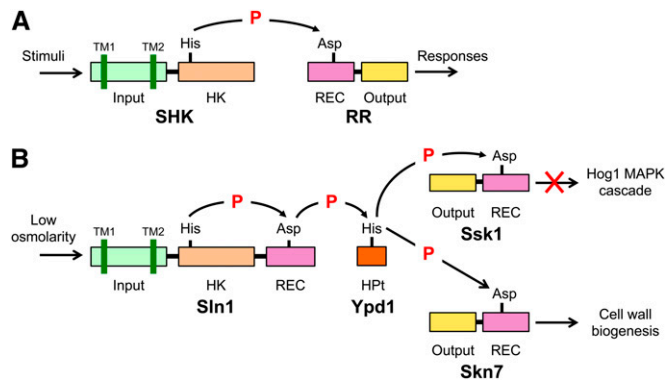 A
P
TM1 TM2 His Asp
Stimuli Responses
Input HK REC Output
SHK RR
B
P Asp
Hog1 MAPK
cascade
P P
Output REC
Low
osmolarity
TM1 TM2 His Asp His
Ssk1
P
Input HK REC HPt
Sln1 Ypd1
Asp
Cell wall
biogenesis
Output REC
Skn7